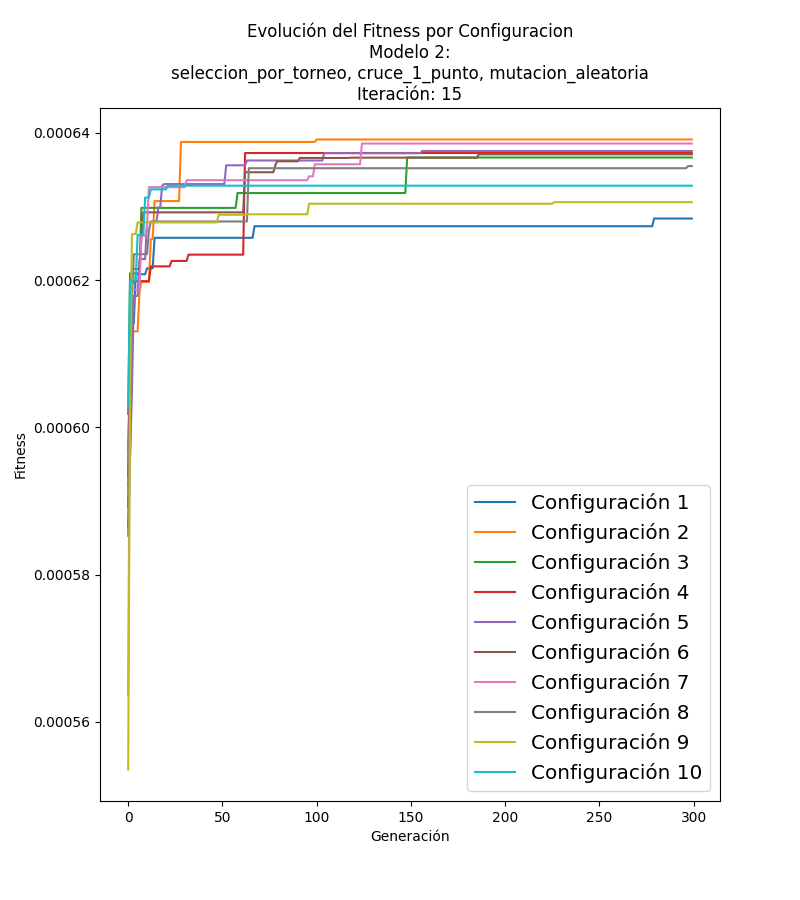 Evolución del Fitness por Configuracion
Modelo 2:
seleccion_por_torneo, cruce_1_punto, mutacion_aleatoria
Iteración: 15
0.00064
0.00062
0.00060
0.00058
0.00056
Fitness
Configuración 1
Configuración 2
Configuración 3
Configuración 4
Configuración 5
Configuración 6
Configuración 7
Configuración 8
Configuración 9
Configuración 10
0 50 100 150 200 250 300
Generación